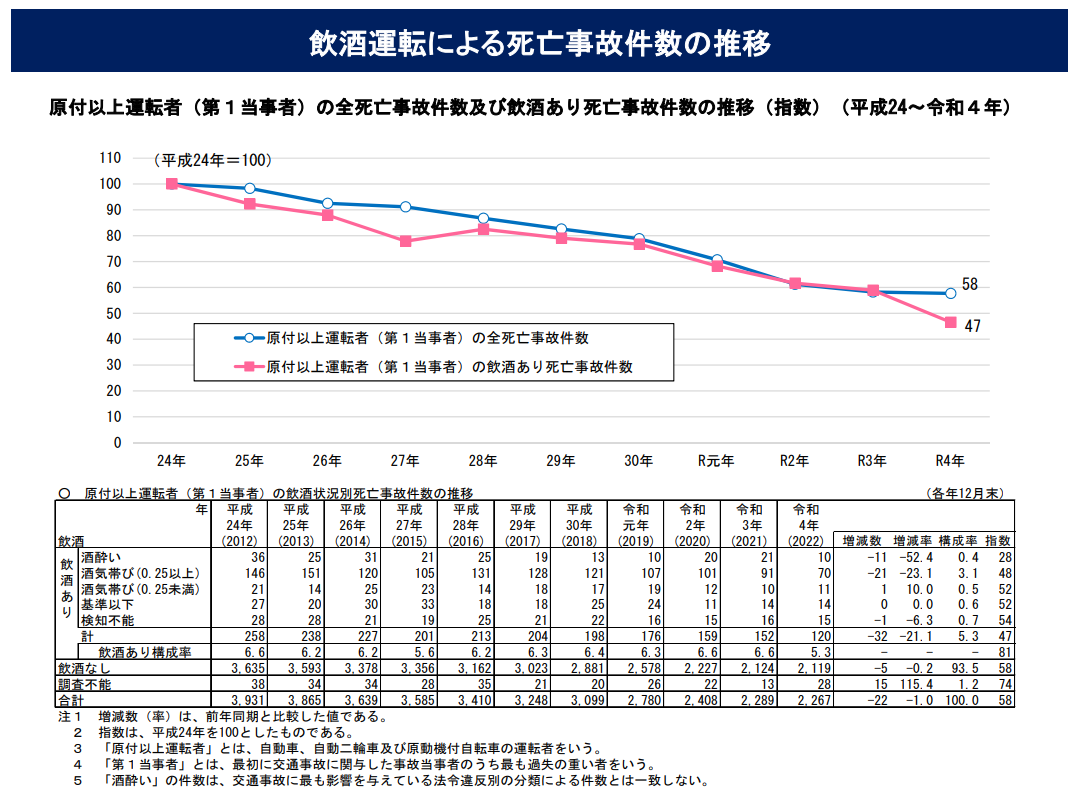 飲酒運転による死亡事故件数の推移
原付以上運転者（第１当事者）の全死亡事故件数及び飲酒あり死亡事故件数の推移（指数）（平成24～令和４年）
（平成24年＝100）
110
100
90
80
70
60
50
40
30
20
10
0
58
47
原付以上運転者（第１当事者）の全死亡事故件数
原付以上運転者（第１当事者）の飲酒あり死亡事故件数
24年 25年 26年 27年 28年 29年 30年 R元年 R2年 R3年 R4年
〇 原付以上運転者（第１当事者）の飲酒状況別死亡事故件数の推移 （各年12月末）
年 平成 平成 平成 平成 平成 平成 平成 令和 令和 令和 令和
24年 25年 26年 27年 28年 29年 30年 元年 2年 3年 4年
飲酒 (2012) (2013) (2014) (2015) (2016) (2017) (2018) (2019) (2020) (2021) (2022) 増減数 増減率 構成率 指数
飲酒あり
酒酔い 36 25 31 21 25 19 13 10 20 21 10 -11 -52.4 0.4 28
酒気帯び(0.25以上) 146 151 120 105 131 128 121 107 101 91 70 -21 -23.1 3.1 48
酒気帯び(0.25未満) 21 14 25 23 14 18 17 19 12 10 11 1 10.0 0.5 52
基準以下 27 20 30 33 18 18 25 24 11 14 14 0 0.0 0.6 52
検知不能 28 28 21 19 25 21 22 16 15 16 15 -1 -6.3 0.7 54
計 258 238 227 201 213 204 198 176 159 152 120 -32 -21.1 5.3 47
飲酒あり構成率 6.6 6.2 6.2 5.6 6.2 6.3 6.4 6.3 6.6 6.6 5.3 - - - 81
飲酒なし 3,635 3,593 3,378 3,356 3,162 3,023 2,881 2,578 2,227 2,124 2,119 -5 -0.2 93.5 58
調査不能 38 34 34 28 35 21 20 26 22 13 28 15 115.4 1.2 74
合計 3,931 3,865 3,639 3,585 3,410 3,248 3,099 2,780 2,408 2,289 2,267 -22 -1.0 100.0 58
注１ 増減数（率）は、前年同期と比較した値である。
２ 指数は、平成24年を100としたものである。
３ 「原付以上運転者」とは、自動車、自動二輪車及び原動機付自転車の運転者をいう。
４ 「第１当事者」とは、最初に交通事故に関与した事故当事者のうち最も過失の重い者をいう。
５ 「酒酔い」の件数は、交通事故に最も影響を与えている法令違反別の分類による件数とは一致しない。